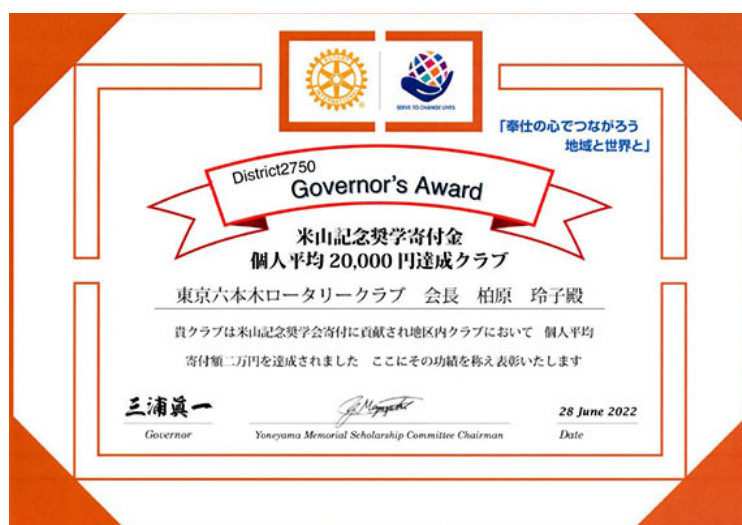 ROTARY INTERNATIONAL
SERVE TO CHANGE LIVES
「奉仕の心でつながろう
地域と世界と」
District2750
Governor's Award
米山記念奨学寄付金
個人平均 20,000 円達成クラブ
東京六本木ロータリークラブ 会長 柏原 玲子殿
貴クラブは米山記念奨学会寄付に貢献され地区内クラブにおいて 個人平均
寄付額二万円を達成されました ここにその功績を称え表彰いたします
三浦眞一
28 June 2022
Governor
Yoneyama Memorial Scholarship Committee Chairman
Date